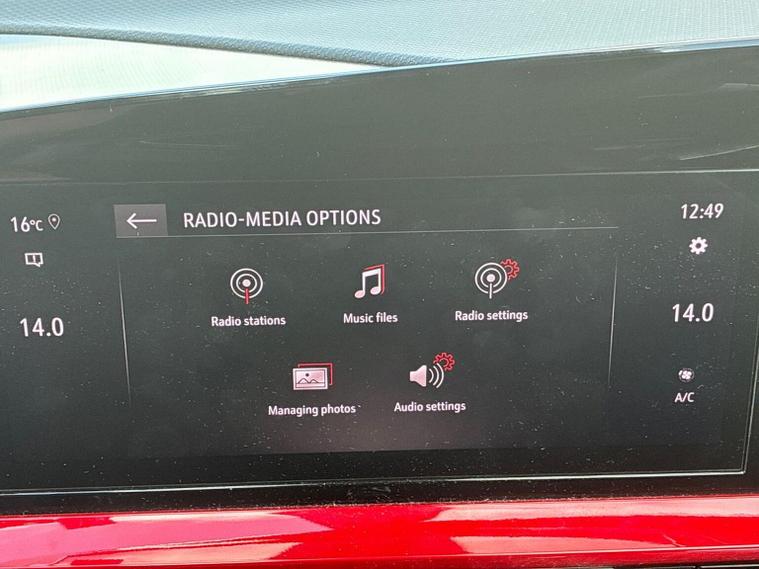 16°C
RADIO-MEDIA OPTIONS
12:49
14.0
Radio stations
Music files
Radio settings
14.0
Managing photos
Audio settings
A/C